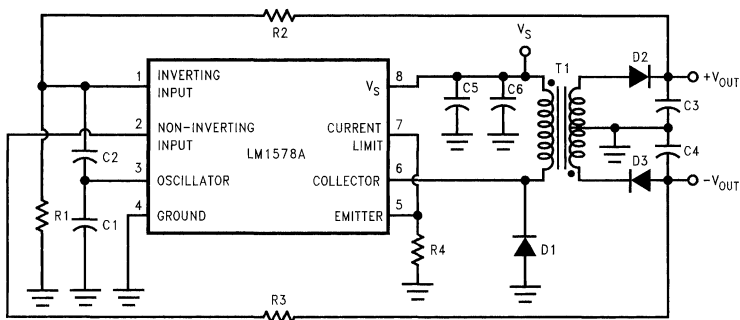 R2
VS
T1
D2
+VOUT
1 INVERTING INPUT
VS 8
C5
C6
C3
2 NON-INVERTING INPUT
CURRENT LIMIT 7
C2
LM1578A
C4
3 OSCILLATOR
COLLECTOR 6
D3
-VOUT
R1
C1
4 GROUND
EMITTER 5
R4
D1
R3